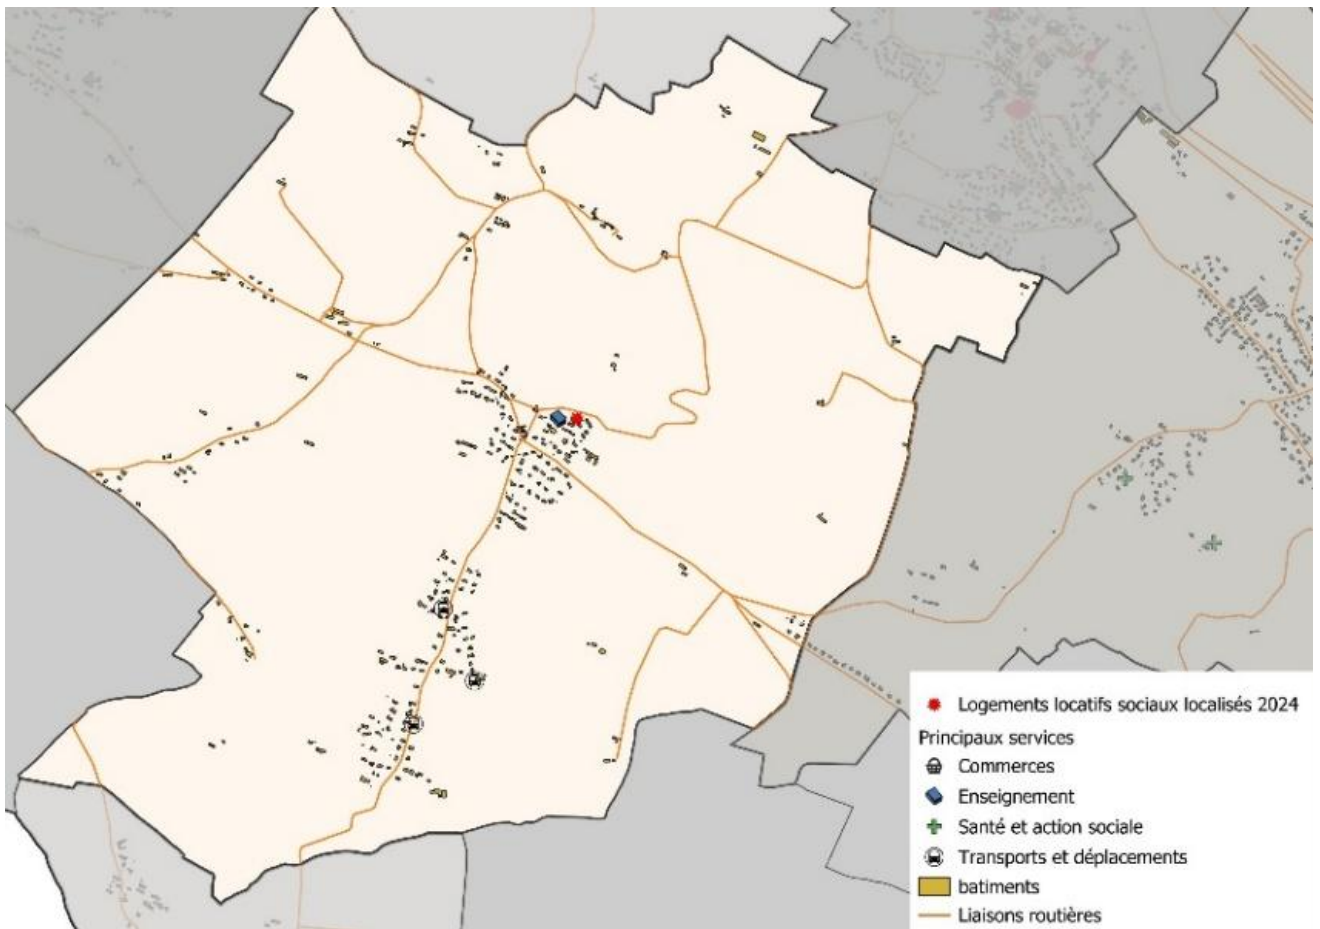 Logements locatifs sociaux localisés 2024
Principaux services
Commerces
Enseignement
Santé et action sociale
Transports et déplacements
batiments
Liaisons routières